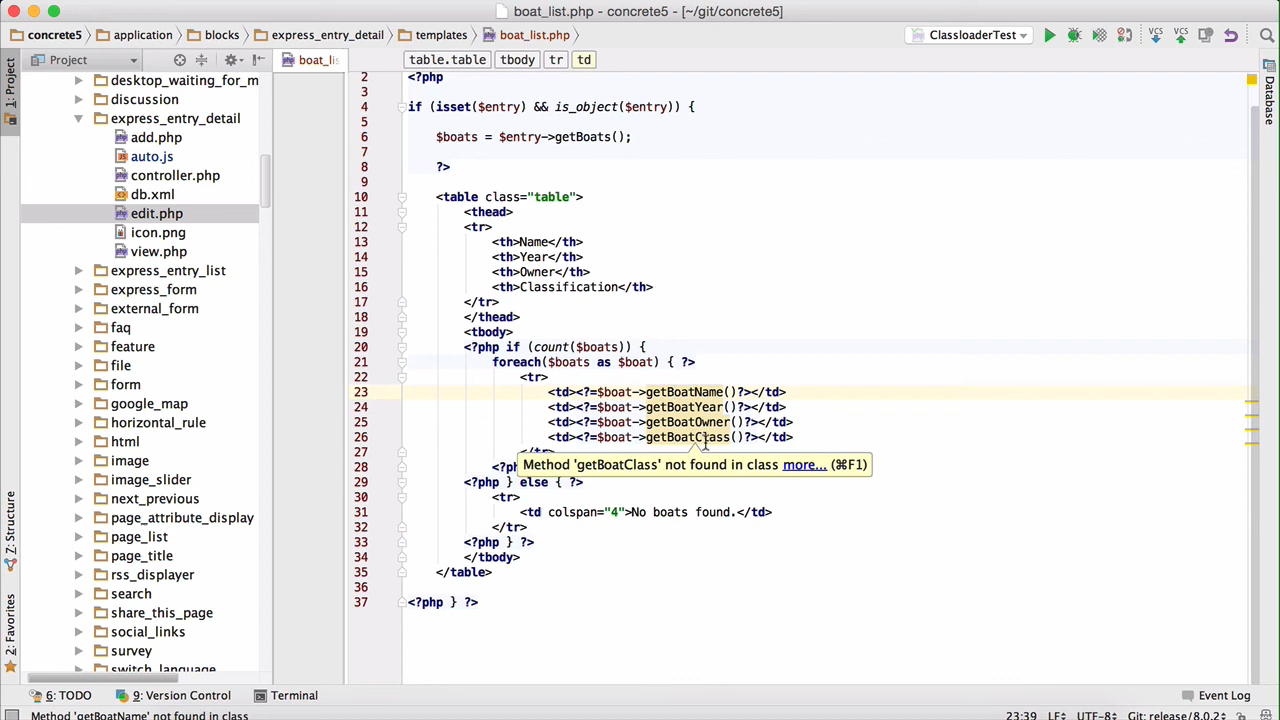 boat_list.php - concrete5 - [~/git/concrete5]
concrete5 application blocks express_entry_detail templates boat_list.php ClassloaderTest VCS VCS
1: Project
Project
boat_lis
table.table tbody tr td
desktop_waiting_for_m
discussion
express_entry_detail
add.php
auto.js
controller.php
db.xml
edit.php
icon.png
view.php
express_entry_list
express_form
external_form
faq
feature
file
form
google_map
horizontal_rule
html
image
image_slider
next_previous
page_attribute_display
page_list
page_title
rss_displayer
search
share_this_page
social_links
survey
switch_language
Z: Structure
2: Favorites
2 <?php
3
4 if (isset($entry) && is_object($entry)) {
5
6 $boats = $entry->getBoats();
7
8 ?>
9
10 <table class="table">
11 <thead>
12 <tr>
13 <th>Name</th>
14 <th>Year</th>
15 <th>Owner</th>
16 <th>Classification</th>
17 </tr>
18 </thead>
19 <tbody>
20 <?php if (count($boats)) {
21 foreach($boats as $boat) { ?>
22 <tr>
23 <td><?=$boat->getBoatName()?></td>
24 <td><?=$boat->getBoatYear()?></td>
25 <td><?=$boat->getBoatOwner()?></td>
26 <td><?=$boat->getBoatClass()?></td>
27 </tr>
Method 'getBoatClass' not found in class more... (⌘F1)
28 <?ph
29 <?php } else { ?>
30 <tr>
31 <td colspan="4">No boats found.</td>
32 </tr>
33 <?php } ?>
34 </tbody>
35 </table>
36
37 <?php } ?>
Database
6: TODO 9: Version Control Terminal Event Log
Method 'getBoatName' not found in class 23:39 LF÷ UTF-8÷ Git: release/8.0.2÷